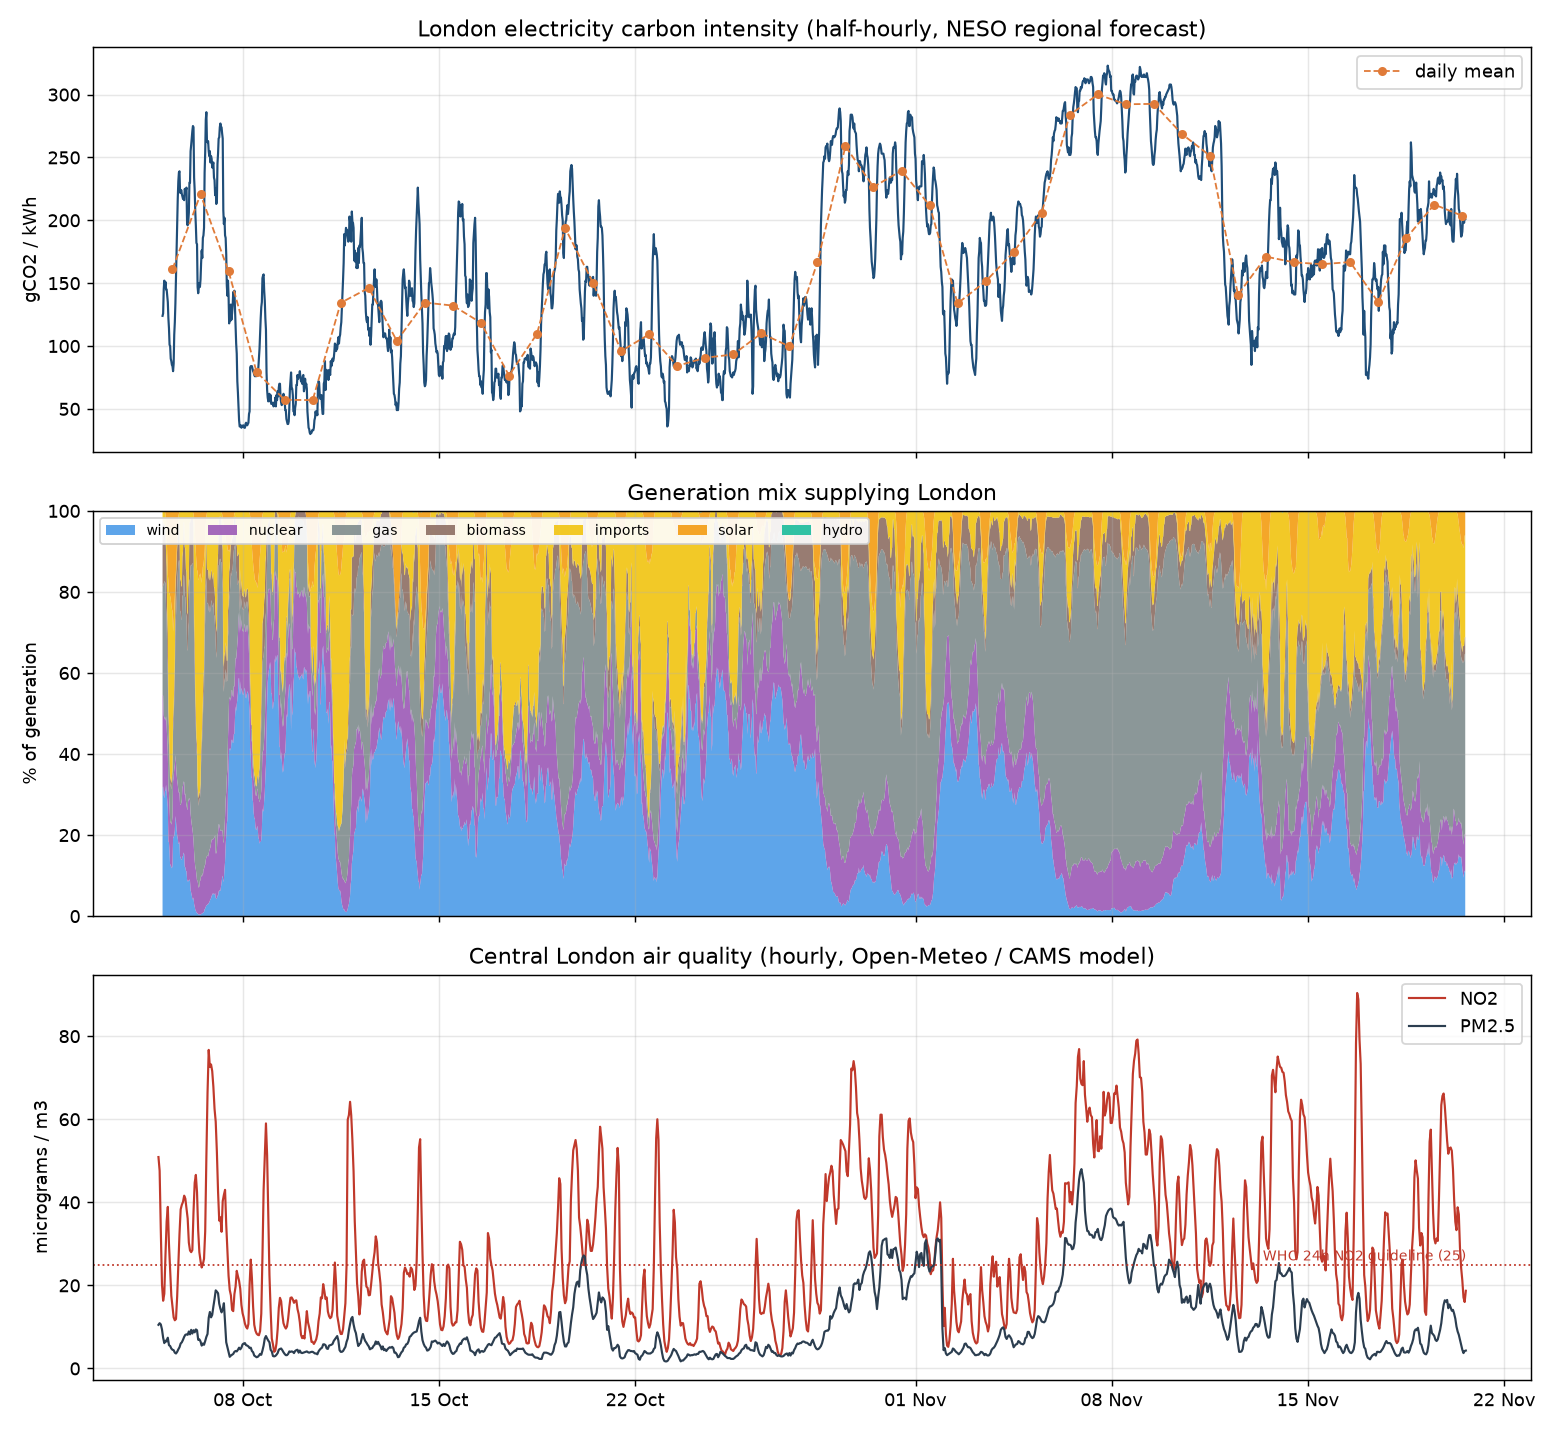 London electricity carbon intensity (half-hourly, NESO regional forecast)
daily mean
gCO2 / kWh
300
250
200
150
100
50
Generation mix supplying London
wind nuclear gas biomass imports solar hydro
% of generation
100
80
60
40
20
0
Central London air quality (hourly, Open-Meteo / CAMS model)
NO2
PM2.5
micrograms / m3
80
60
40
20
0
WHO 24h NO2 guideline (25)
08 Oct 15 Oct 22 Oct 01 Nov 08 Nov 15 Nov 22 Nov